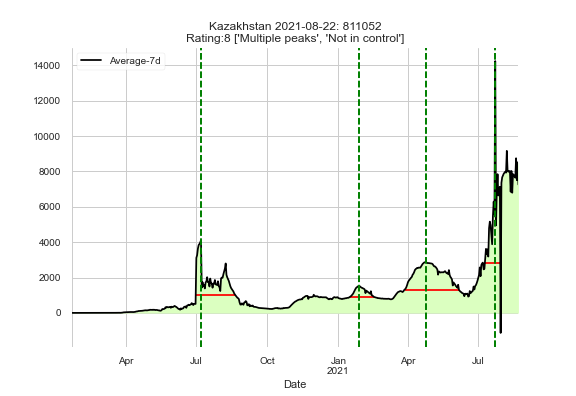 Kazakhstan 2021-08-22: 811052
Rating:8 ['Multiple peaks', 'Not in control']
Average-7d
14000
12000
10000
8000
6000
4000
2000
0
Apr Jul Oct Jan Apr Jul
2021
Date